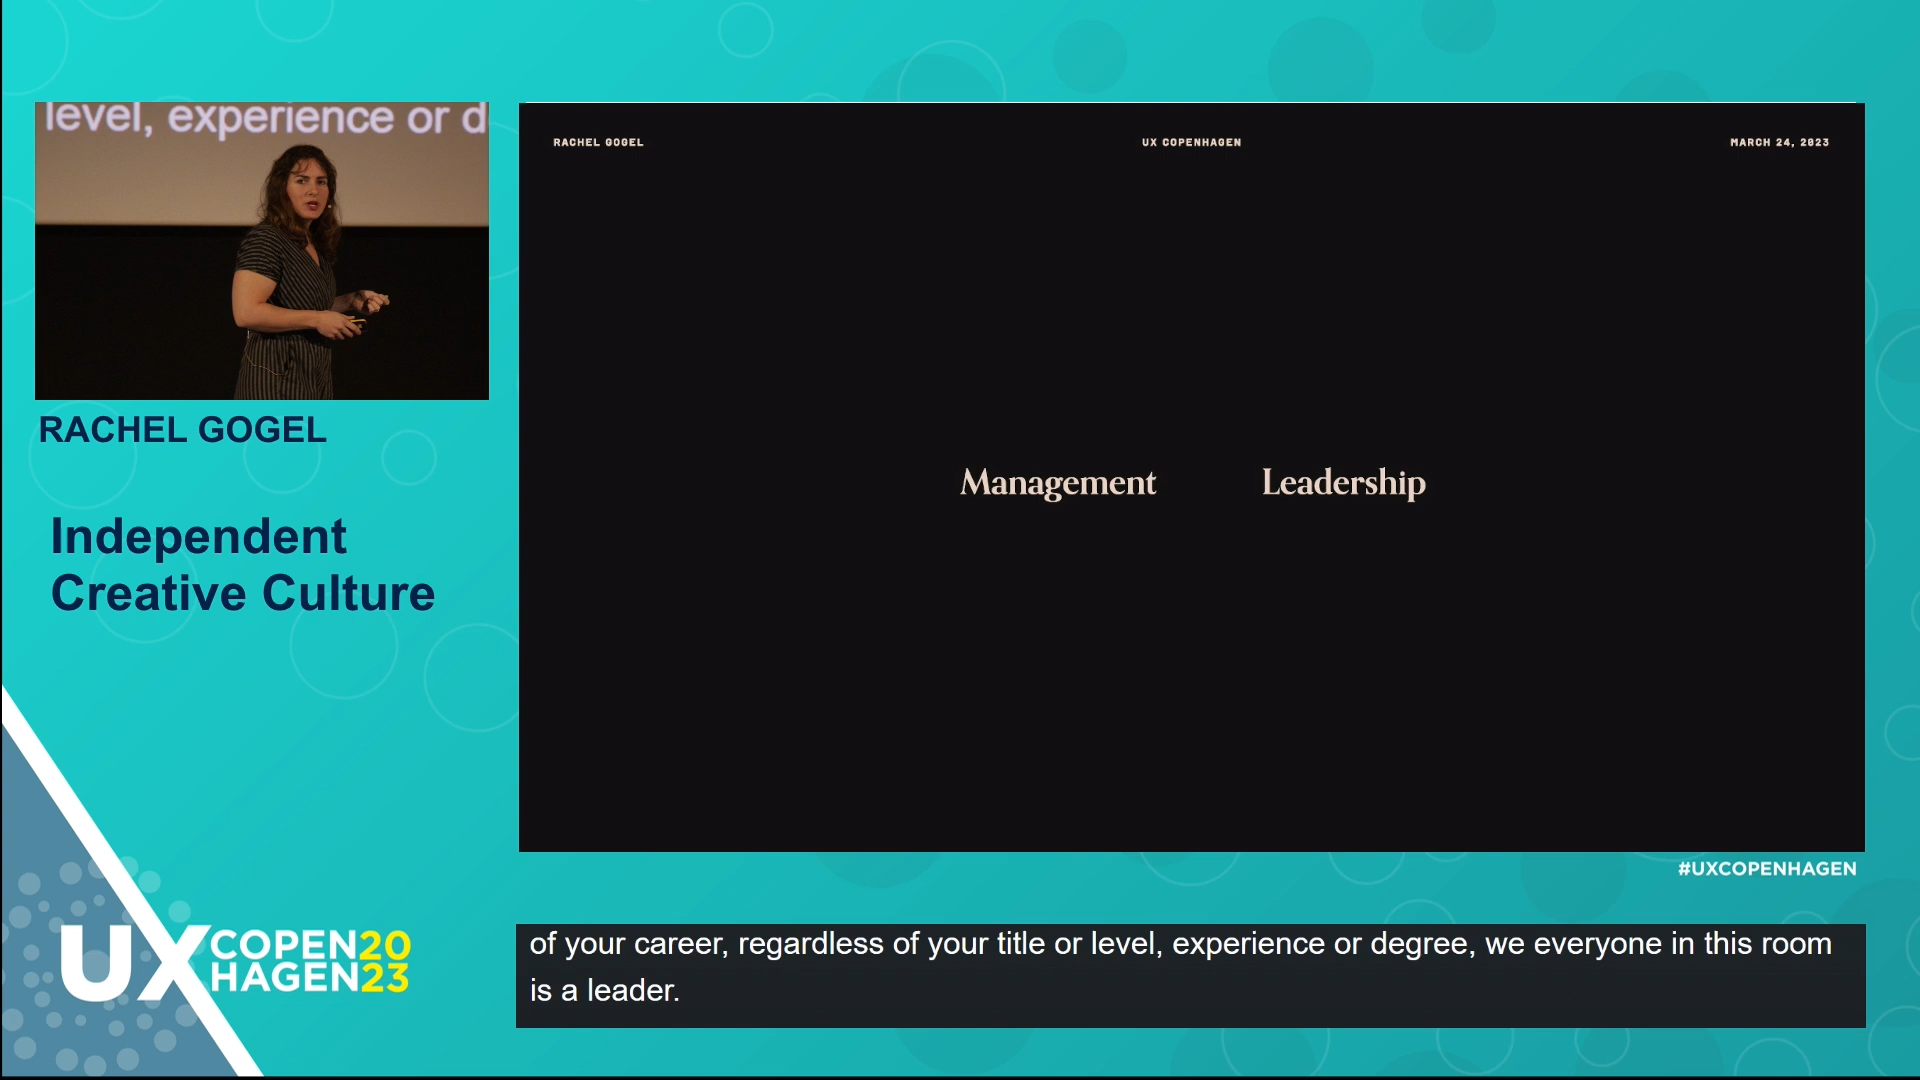 level, experience or d
RACHEL GOGEL
Independent
Creative Culture
RACHEL GOGEL
UX COPENHAGEN
MARCH 24, 2023
Management
Leadership
#UXCOPENHAGEN
of your career, regardless of your title or level, experience or degree, we everyone in this room
is a leader.
UX COPEN20
HAGEN23